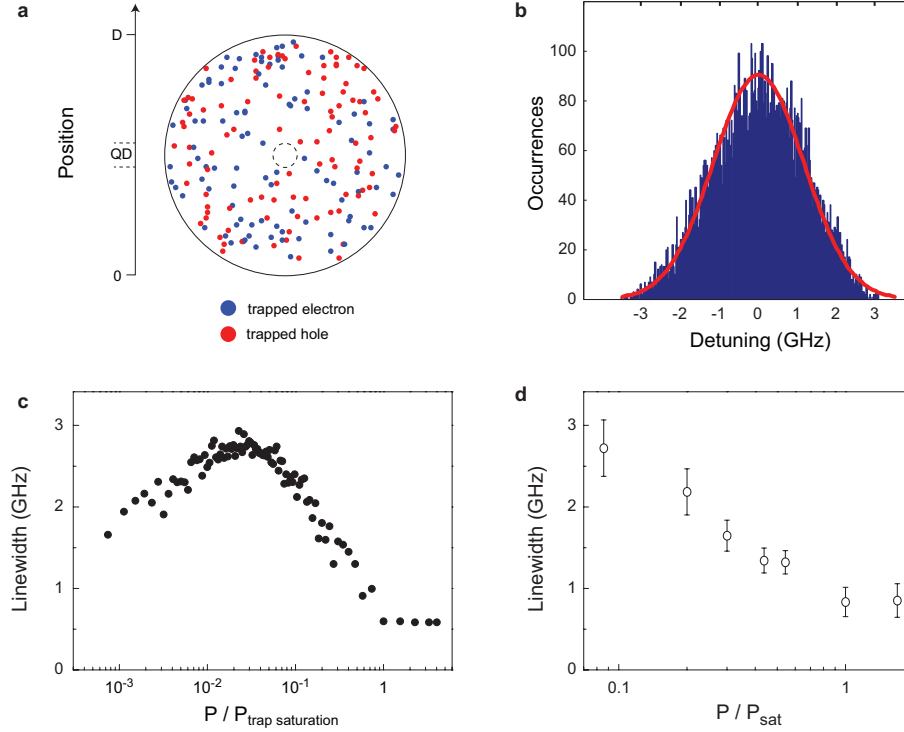 a
D
Position
QD
0
trapped electron
trapped hole
b
100
80
60
40
20
0
Occurrences
-3 -2 -1 0 1 2 3
Detuning (GHz)
c
3
2
1
0
Linewidth (GHz)
10-3 10-2 10-1 1
P / Ptrap saturation
d
3
2
1
0
Linewidth (GHz)
0.1 1
P / Psat